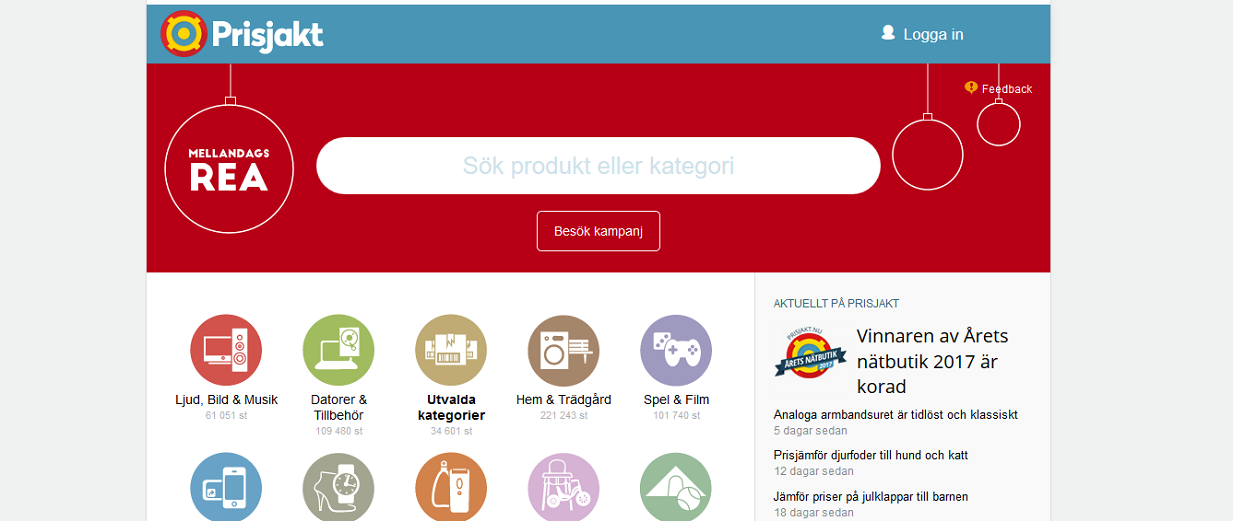 Prisjakt
Logga in
Feedback
MELLANDAGS
REA
Sök produkt eller kategori
Besök kampanj
Ljud, Bild & Musik
61 051 st
Datorer &
Tillbehör
109 480 st
Utvalda
kategorier
34 601 st
Hem & Trädgård
221 243 st
Spel & Film
101 740 st
AKTUELLT PÅ PRISJAKT
PRISJAKT.NU
ÅRETS NÄTBUTIK
2017
Vinnaren av Årets
nätbutik 2017 är
korad
Analoga armbandsuret är tidlöst och klassiskt
5 dagar sedan
Prisjämför djurfoder till hund och katt
12 dagar sedan
Jämför priser på julklappar till barnen
18 dagar sedan